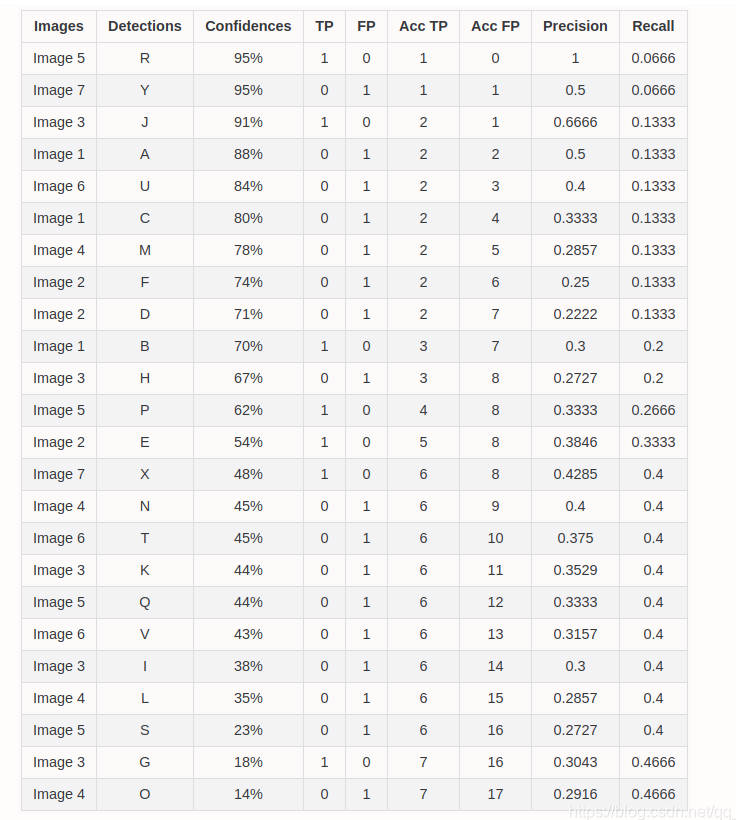 Images Detections Confidences TP FP Acc TP Acc FP Precision Recall
Image 5 R 95% 1 0 1 0 1 0.0666
Image 7 Y 95% 0 1 1 1 0.5 0.0666
Image 3 J 91% 1 0 2 1 0.6666 0.1333
Image 1 A 88% 0 1 2 2 0.5 0.1333
Image 6 U 84% 0 1 2 3 0.4 0.1333
Image 1 C 80% 0 1 2 4 0.3333 0.1333
Image 4 M 78% 0 1 2 5 0.2857 0.1333
Image 2 F 74% 0 1 2 6 0.25 0.1333
Image 2 D 71% 0 1 2 7 0.2222 0.1333
Image 1 B 70% 1 0 3 7 0.3 0.2
Image 3 H 67% 0 1 3 8 0.2727 0.2
Image 5 P 62% 1 0 4 8 0.3333 0.2666
Image 2 E 54% 1 0 5 8 0.3846 0.3333
Image 7 X 48% 1 0 6 8 0.4285 0.4
Image 4 N 45% 0 1 6 9 0.4 0.4
Image 6 T 45% 0 1 6 10 0.375 0.4
Image 3 K 44% 0 1 6 11 0.3529 0.4
Image 5 Q 44% 0 1 6 12 0.3333 0.4
Image 6 V 43% 0 1 6 13 0.3157 0.4
Image 3 I 38% 0 1 6 14 0.3 0.4
Image 4 L 35% 0 1 6 15 0.2857 0.4
Image 5 S 23% 0 1 6 16 0.2727 0.4
Image 3 G 18% 1 0 7 16 0.3043 0.4666
Image 4 O 14% 0 1 7 17 0.2916 0.4666
https://blog.csdn.net/qq_